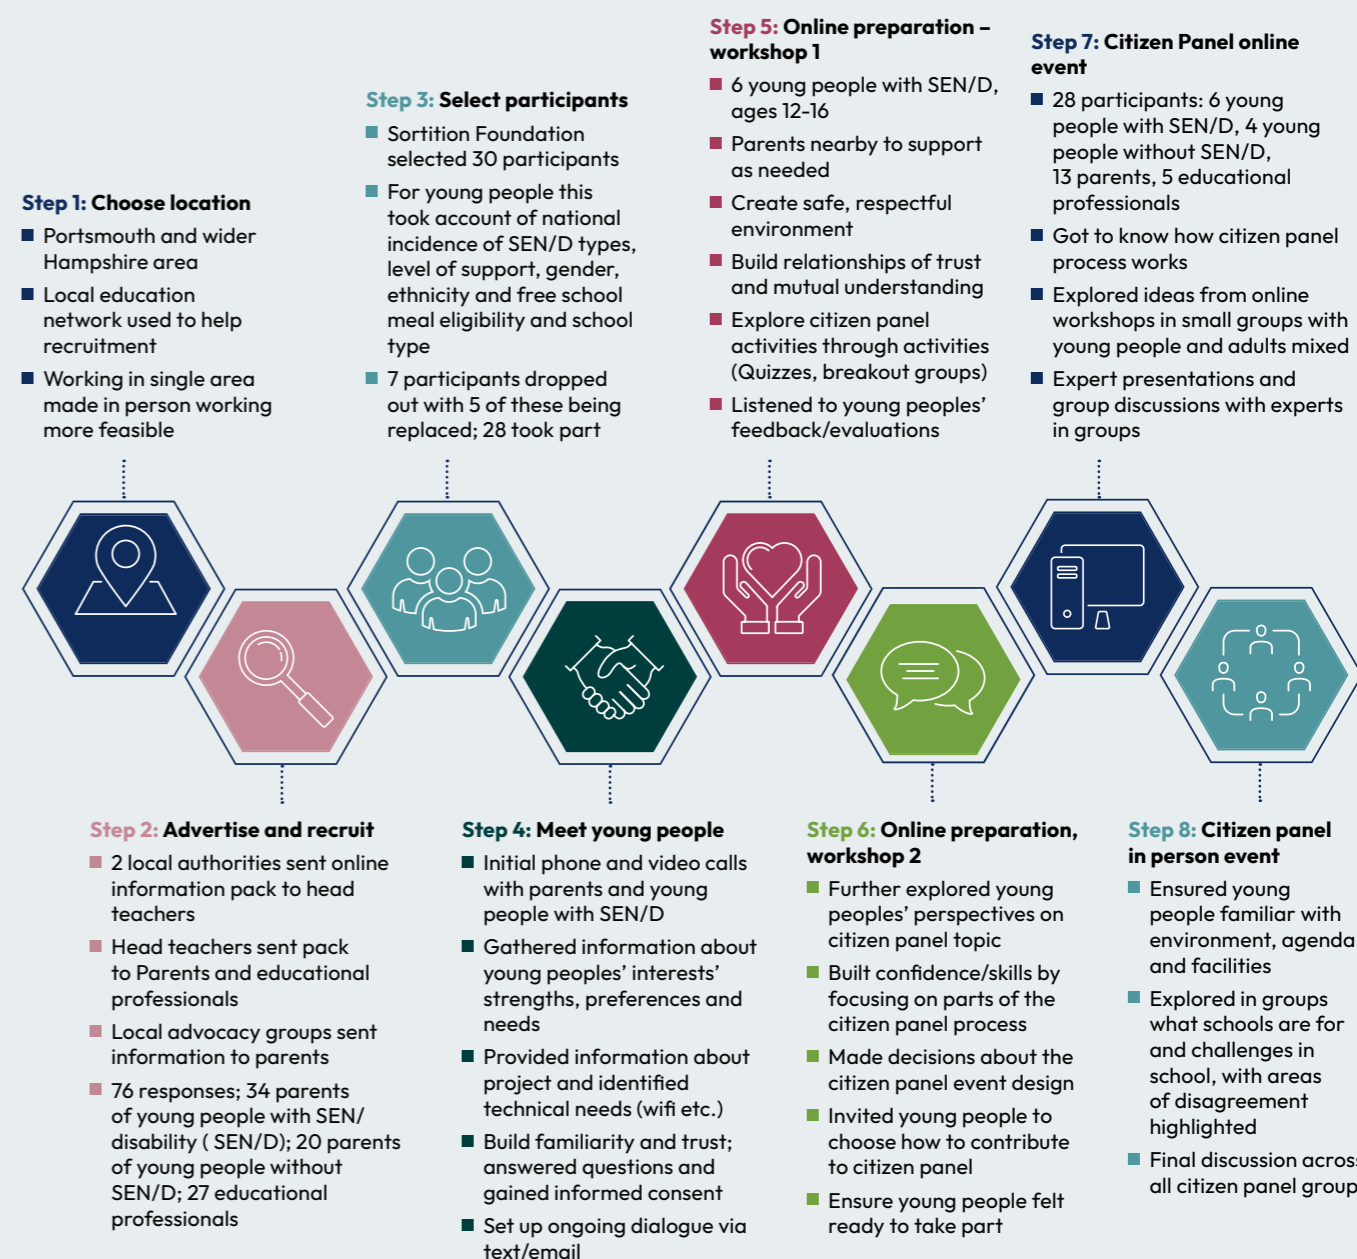 Step 1: Choose location
Portsmouth and wider
Hampshire area
Local education
network used to help
recruitment
Working in single area
made in person working
more feasible
Step 2: Advertise and recruit
2 local authorities sent online
information pack to head
teachers
Head teachers sent pack
to Parents and educational
professionals
Local advocacy groups sent
information to parents
76 responses; 34 parents
of young people with SEN/
disability ( SEN/D); 20 parents
of young people without
SEN/D; 27 educational
professionals
Step 3: Select participants
Sortition Foundation
selected 30 participants
For young people this
took account of national
incidence of SEN/D types,
level of support, gender,
ethnicity and free school
meal eligibility and school
type
7 participants dropped
out with 5 of these being
replaced; 28 took part
Step 4: Meet young people
Initial phone and video calls
with parents and young
people with SEN/D
Gathered information about
young peoples’ interests’
strengths, preferences and
needs
Provided information about
project and identified
technical needs (wifi etc.)
Build familiarity and trust;
answered questions and
gained informed consent
Set up ongoing dialogue via
text/email
Step 5: Online preparation –
workshop 1
6 young people with SEN/D,
ages 12-16
Parents nearby to support
as needed
Create safe, respectful
environment
Build relationships of trust
and mutual understanding
Explore citizen panel
activities through activities
(Quizzes, breakout groups)
Listened to young peoples’
feedback/evaluations
Step 6: Online preparation,
workshop 2
Further explored young
peoples’ perspectives on
citizen panel topic
Built confidence/skills by
focusing on parts of the
citizen panel process
Made decisions about the
citizen panel event design
Invited young people to
choose how to contribute
to citizen panel
Ensure young people felt
ready to take part
Step 7: Citizen Panel online
event
28 participants: 6 young
people with SEN/D, 4 young
people without SEN/D,
13 parents, 5 educational
professionals
Got to know how citizen panel
process works
Explored ideas from online
workshops in small groups with
young people and adults mixed
Expert presentations and
group discussions with experts
in groups
Step 8: Citizen panel
in person event
Ensured young
people familiar with
environment, agenda
and facilities
Explored in groups
what schools are for
and challenges in
school, with areas
of disagreement
highlighted
Final discussion across
all citizen panel group